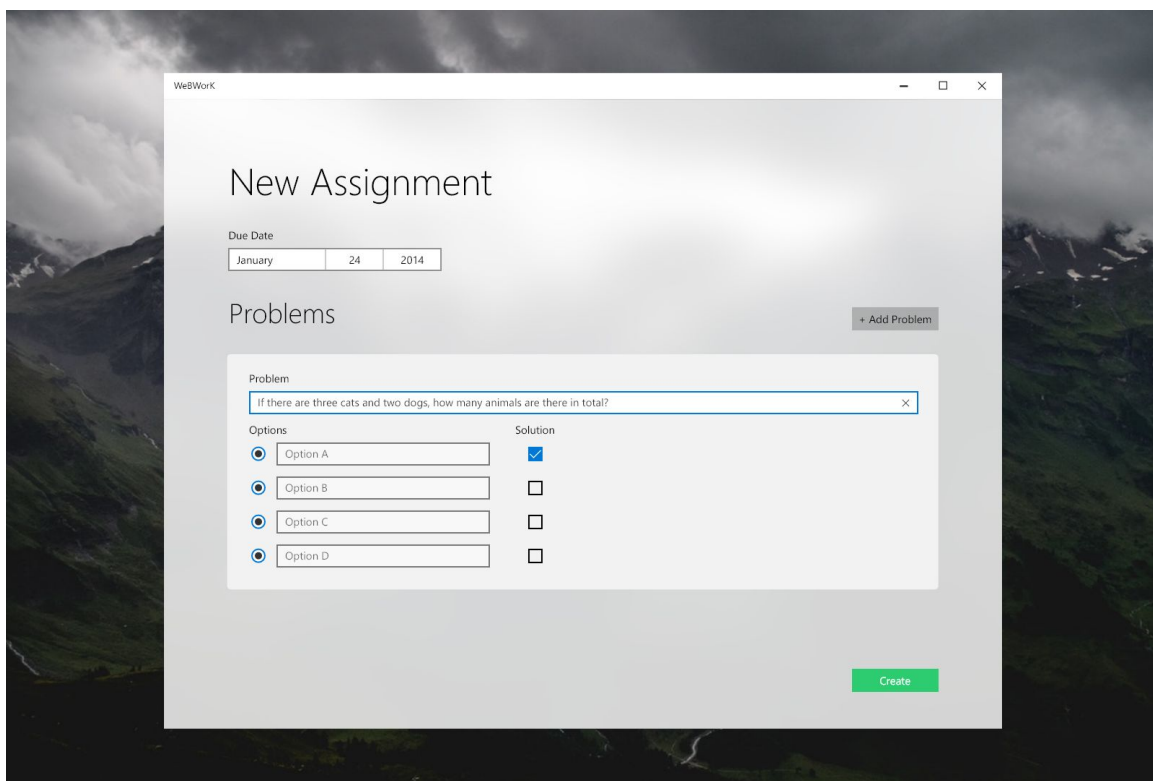 WeBWorK
New Assignment
Due Date
January 24 2014
Problems
+ Add Problem
Problem
If there are three cats and two dogs, how many animals are there in total?
Options Solution
Option A
Option B
Option C
Option D
Create